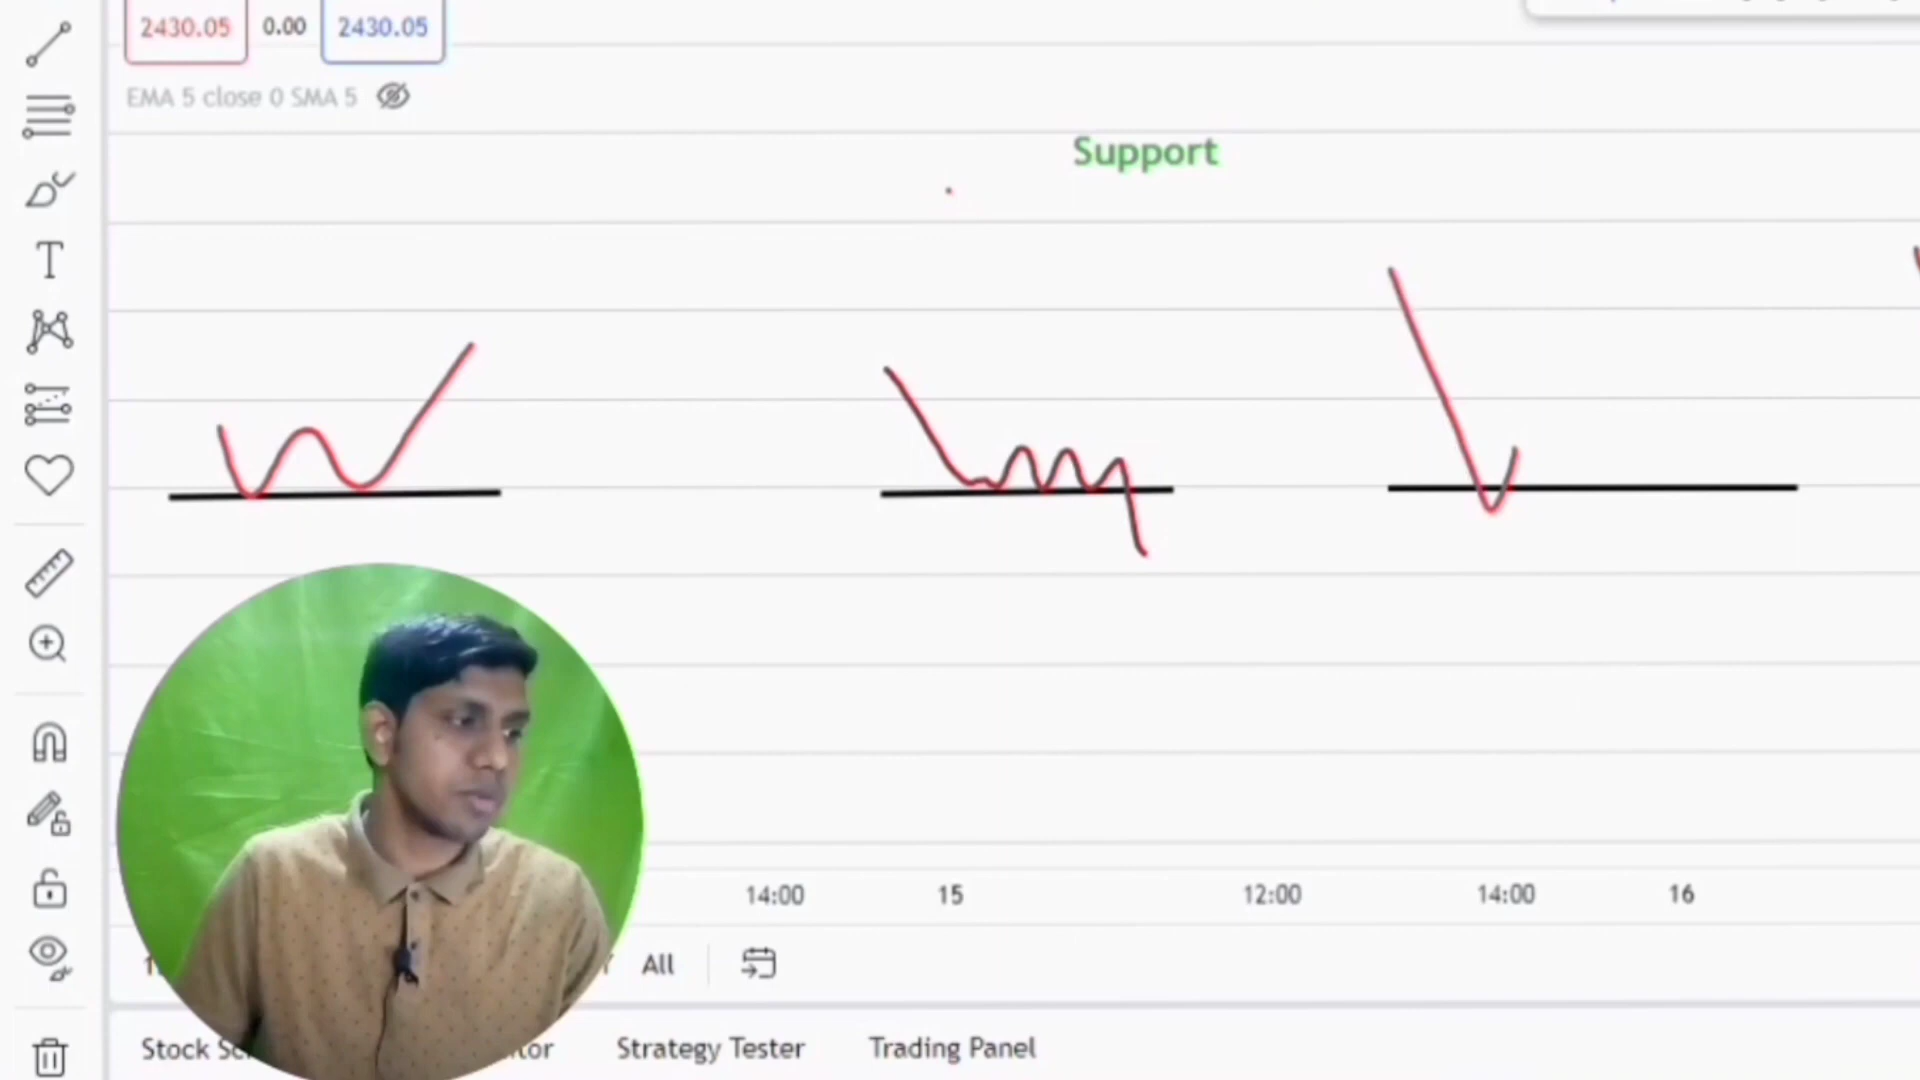 2430.05 0.00 2430.05
EMA 5 close 0 SMA 5
Support
14:00 15 12:00 14:00 16
All
Strategy Tester Trading Panel
Stock